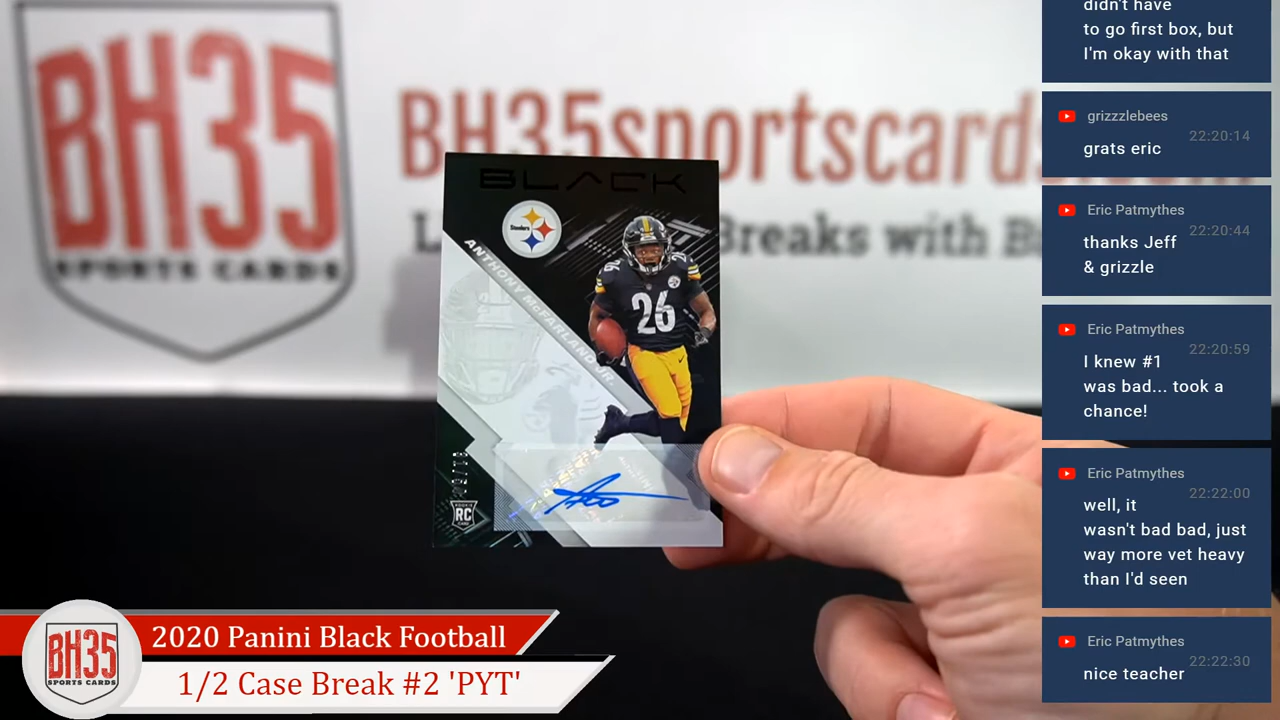 BH35
SPORTS CARDS
BH35sportscards.com
Breaks with
BLACK
Steelers
ANTHONY McFARLAND JR.
26
26
RC
didn't have
to go first box, but
I'm okay with that
grizzzlebees
22:20:14
grats eric
Eric Patmythes
22:20:44
thanks Jeff
& grizzle
Eric Patmythes
22:20:59
I knew #1
was bad... took a
chance!
Eric Patmythes
22:22:00
well, it
wasn't bad bad, just
way more vet heavy
than I'd seen
Eric Patmythes
22:22:30
nice teacher
BH35
SPORTS CARDS
2020 Panini Black Football
1/2 Case Break #2 'PYT'